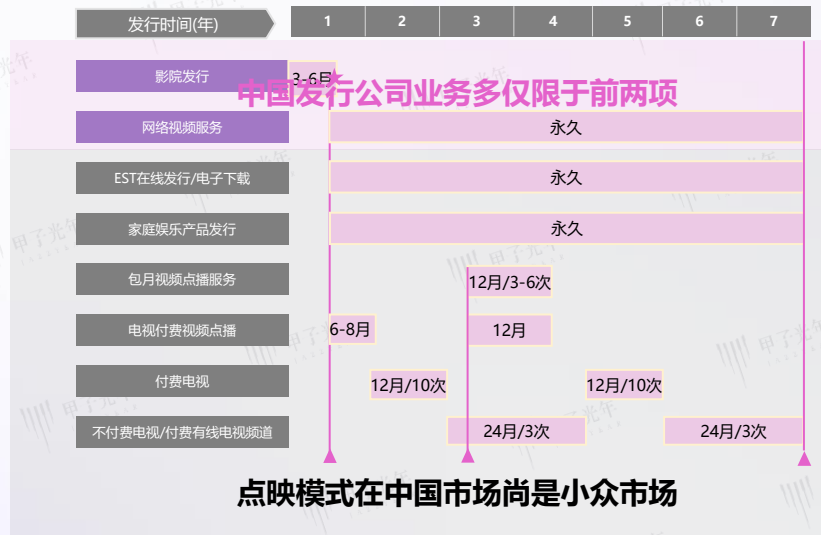 发行时间(年) 1 2 3 4 5 6 7
影院发行 3-6月
中国发行公司业务多仅限于前两项
网络视频服务 永久
EST在线发行/电子下载 永久
家庭娱乐产品发行 永久
包月视频点播服务 12月/3-6次
电视付费视频点播 6-8月 12月
付费电视 12月/10次 12月/10次
不付费电视/付费有线电视频道 24月/3次 24月/3次
点映模式在中国市场尚是小众市场
甲子光年